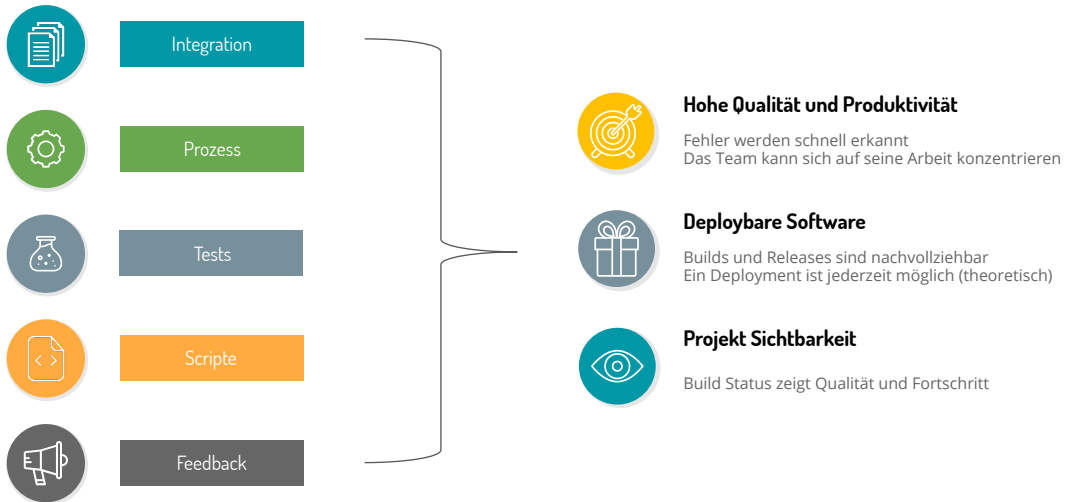 Integration
Prozess
Tests
Scripte
Feedback
Hohe Qualität und Produktivität
Fehler werden schnell erkannt
Das Team kann sich auf seine Arbeit konzentrieren
Deploybare Software
Builds und Releases sind nachvollziehbar
Ein Deployment ist jederzeit möglich (theoretisch)
Projekt Sichtbarkeit
Build Status zeigt Qualität und Fortschritt